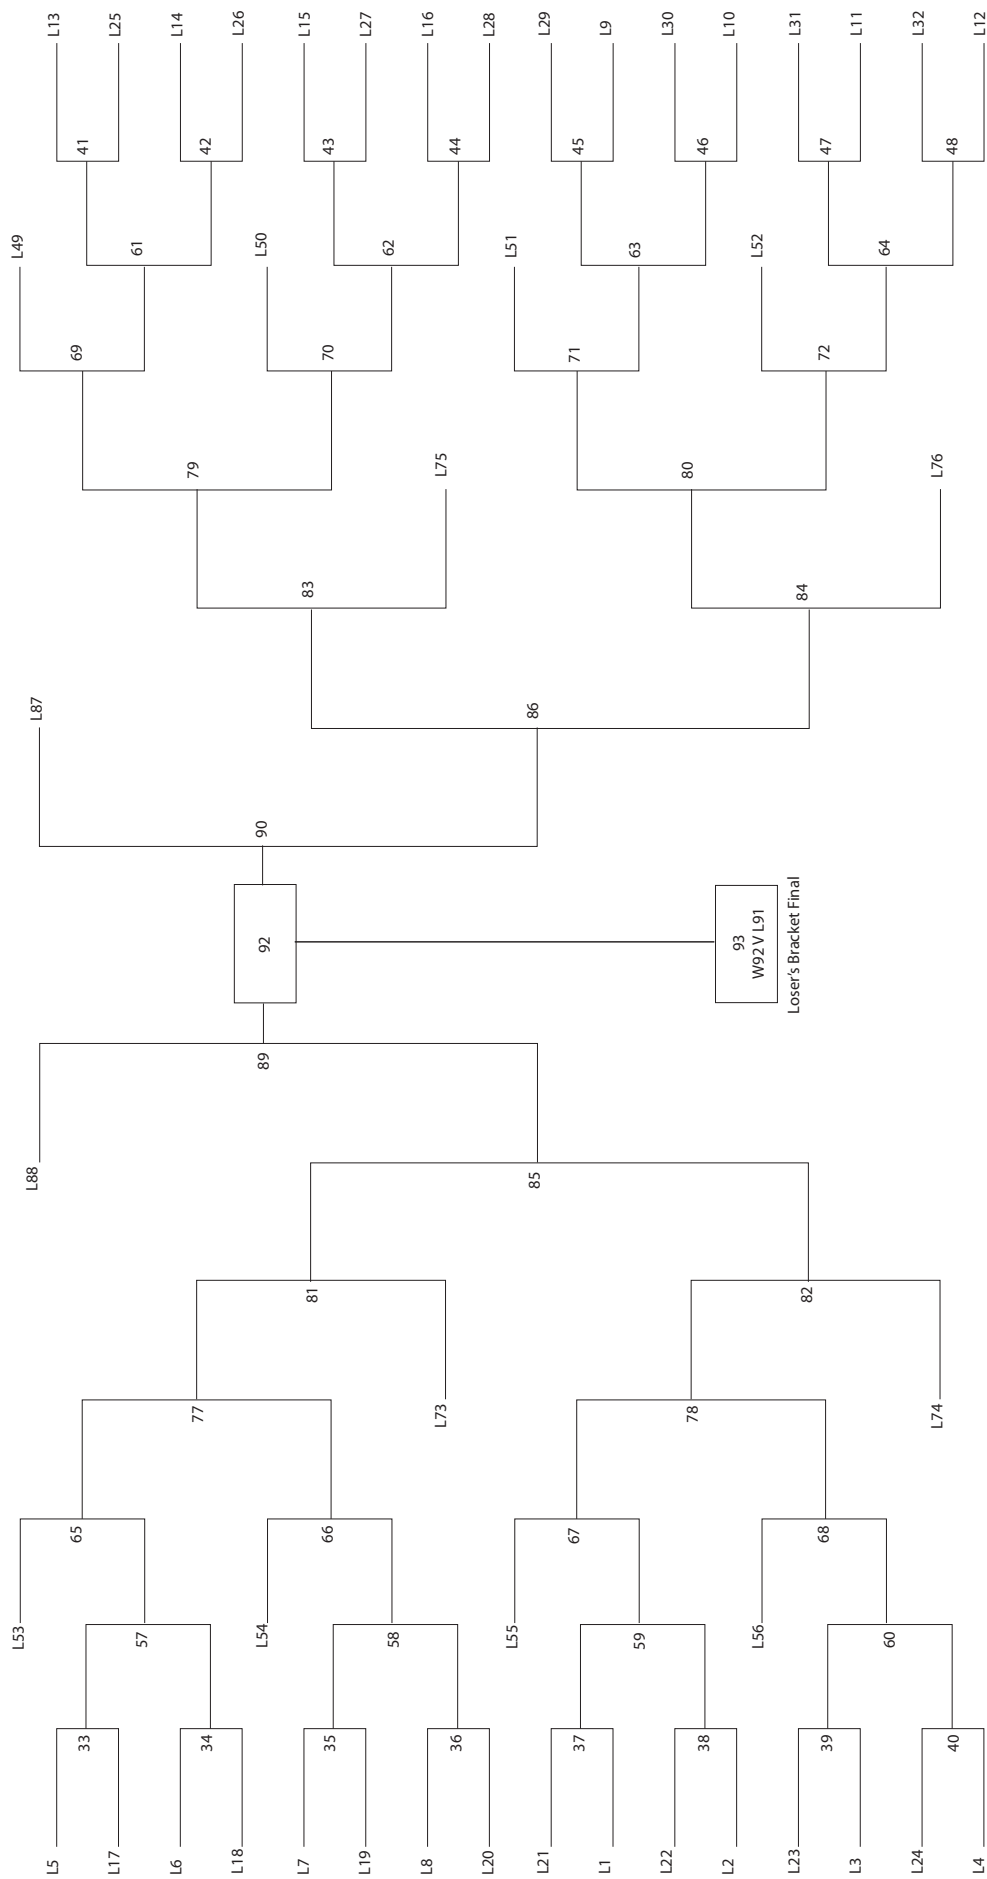 L13
L25
L14
L26
L15
L27
L16
L28
L29
L9
L30
L10
L31
L11
L32
L12
41
42
43
44
45
46
47
48
L49
61
L50
62
L51
63
L52
64
69
70
71
72
79
L75
80
L76
83
84
L87
86
90
92
93
W92 V L91
Loser's Bracket Final
89
L88
85
81
82
77
L73
78
L74
65
66
67
68
L53
57
L54
58
L55
59
L56
60
33
34
35
36
37
38
39
40
L5
L17
L6
L18
L7
L19
L8
L20
L21
L1
L22
L2
L23
L3
L24
L4